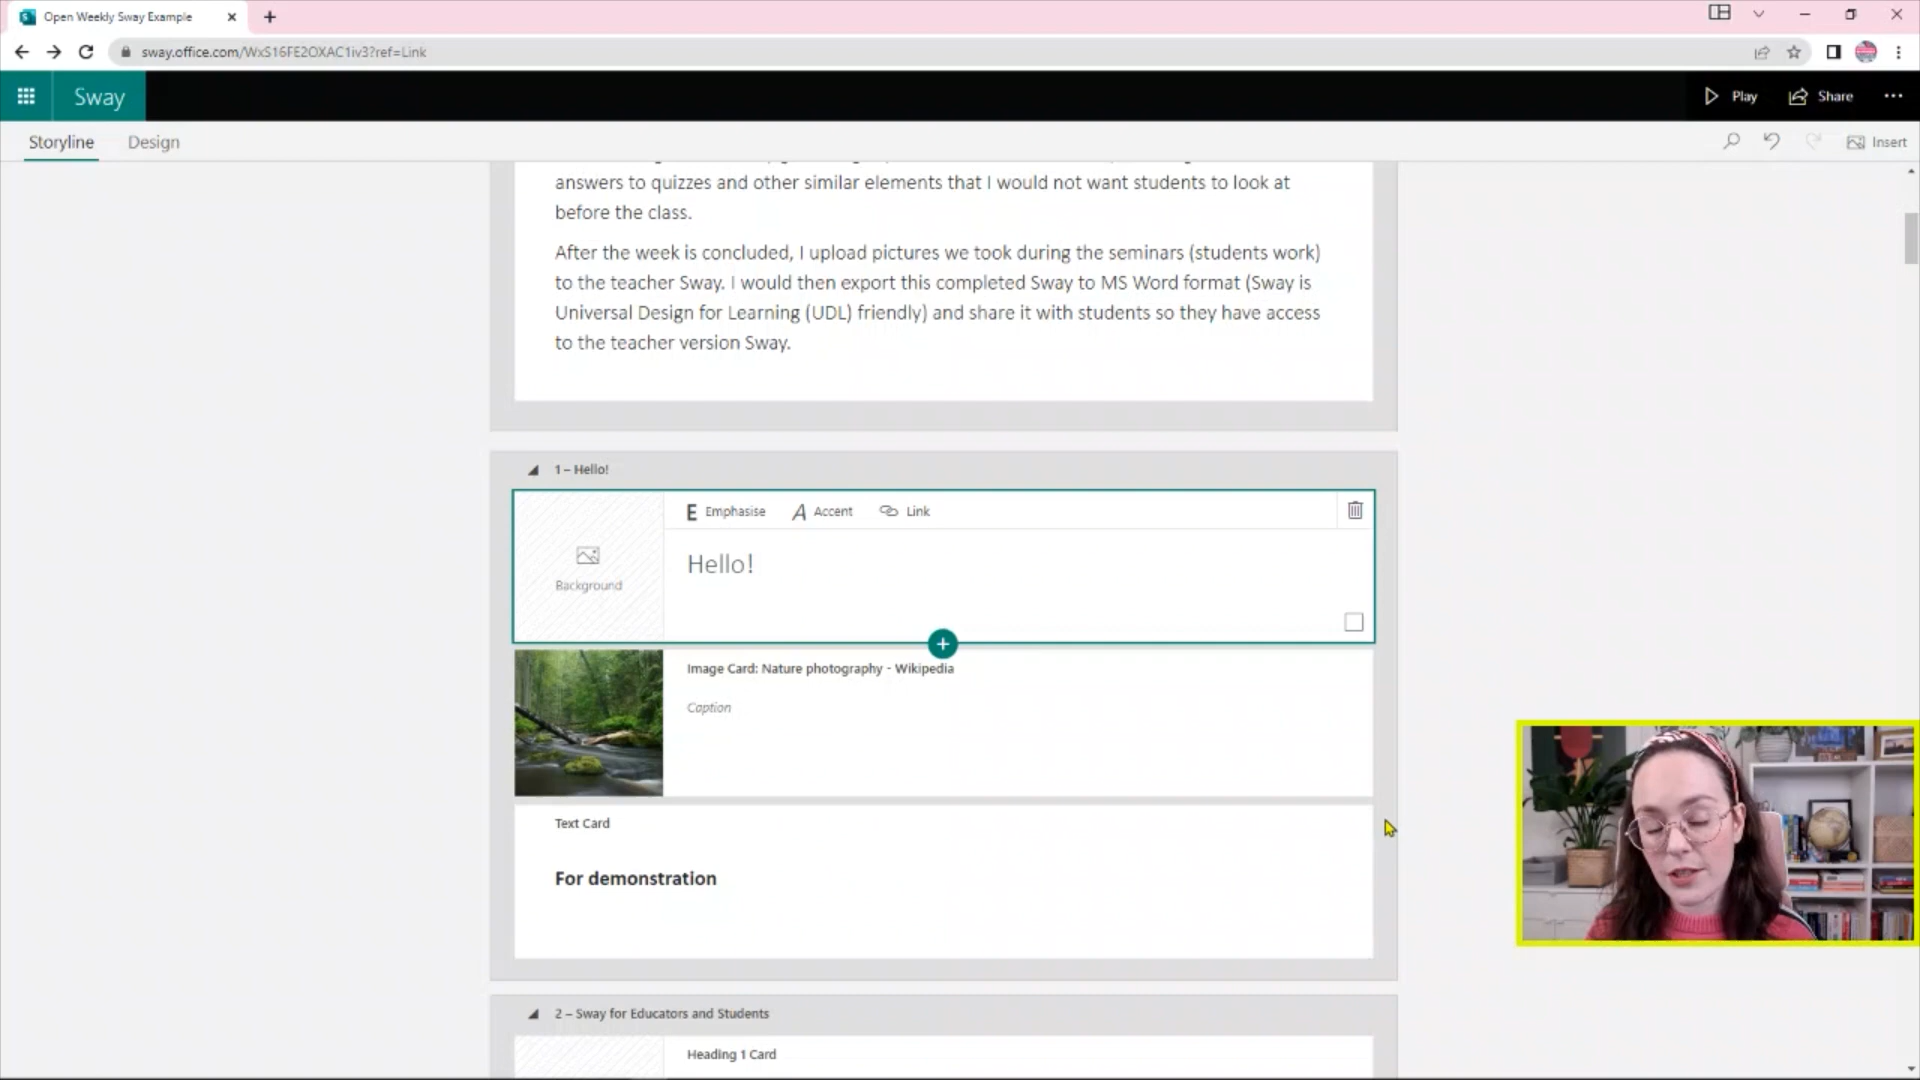 Open Weekly Sway Example
sway.office.com/WxS16FE2OXAC1iv3?ref=Link
Sway
Play
Share
Storyline
Design
Insert
answers to quizzes and other similar elements that I would not want students to look at
before the class.
After the week is concluded, I upload pictures we took during the seminars (students work)
to the teacher Sway. I would then export this completed Sway to MS Word format (Sway is
Universal Design for Learning (UDL) friendly) and share it with students so they have access
to the teacher version Sway.
1 – Hello!
E Emphasise
A Accent
Link
Background
Hello!
Image Card: Nature photography - Wikipedia
Caption
Text Card
For demonstration
2 – Sway for Educators and Students
Heading 1 Card